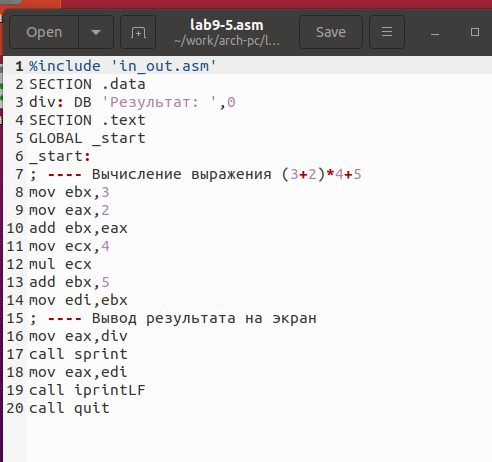 Open
lab9-5.asm
~/work/arch-pc/l...
Save
1 %include 'in_out.asm'
2 SECTION .data
3 div: DB 'Результат: ',0
4 SECTION .text
5 GLOBAL _start
6 _start:
7 ; ---- Вычисление выражения (3+2)*4+5
8 mov ebx,3
9 mov eax,2
10 add ebx,eax
11 mov ecx,4
12 mul ecx
13 add ebx,5
14 mov edi,ebx
15 ; ---- Вывод результата на экран
16 mov eax,div
17 call sprint
18 mov eax,edi
19 call iprintLF
20 call quit